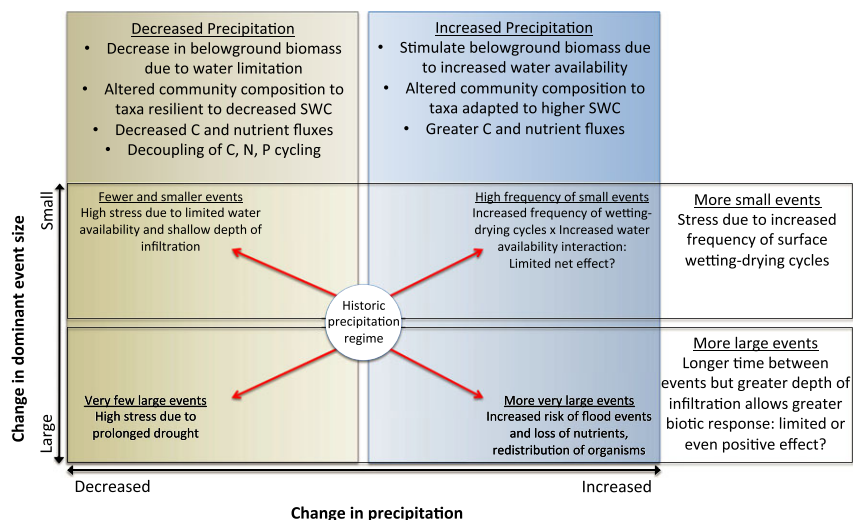 Decreased Precipitation
• Decrease in belowground biomass
due to water limitation
• Altered community composition to
taxa resilient to decreased SWC
• Decreased C and nutrient fluxes
• Decoupling of C, N, P cycling
Increased Precipitation
• Stimulate belowground biomass due
to increased water availability
• Altered community composition to
taxa adapted to higher SWC
• Greater C and nutrient fluxes
Change in dominant event size
Small
Large
Fewer and smaller events
High stress due to limited water
availability and shallow depth of
infiltration
High frequency of small events
Increased frequency of wetting-
drying cycles x Increased water
availability interaction:
Limited net effect?
More small events
Stress due to increased
frequency of surface
wetting-drying cycles
Historic
precipitation
regime
Very few large events
High stress due to
prolonged drought
More very large events
Increased risk of flood events
and loss of nutrients,
redistribution of organisms
More large events
Longer time between
events but greater depth of
infiltration allows greater
biotic response: limited or
even positive effect?
Decreased
Increased
Change in precipitation